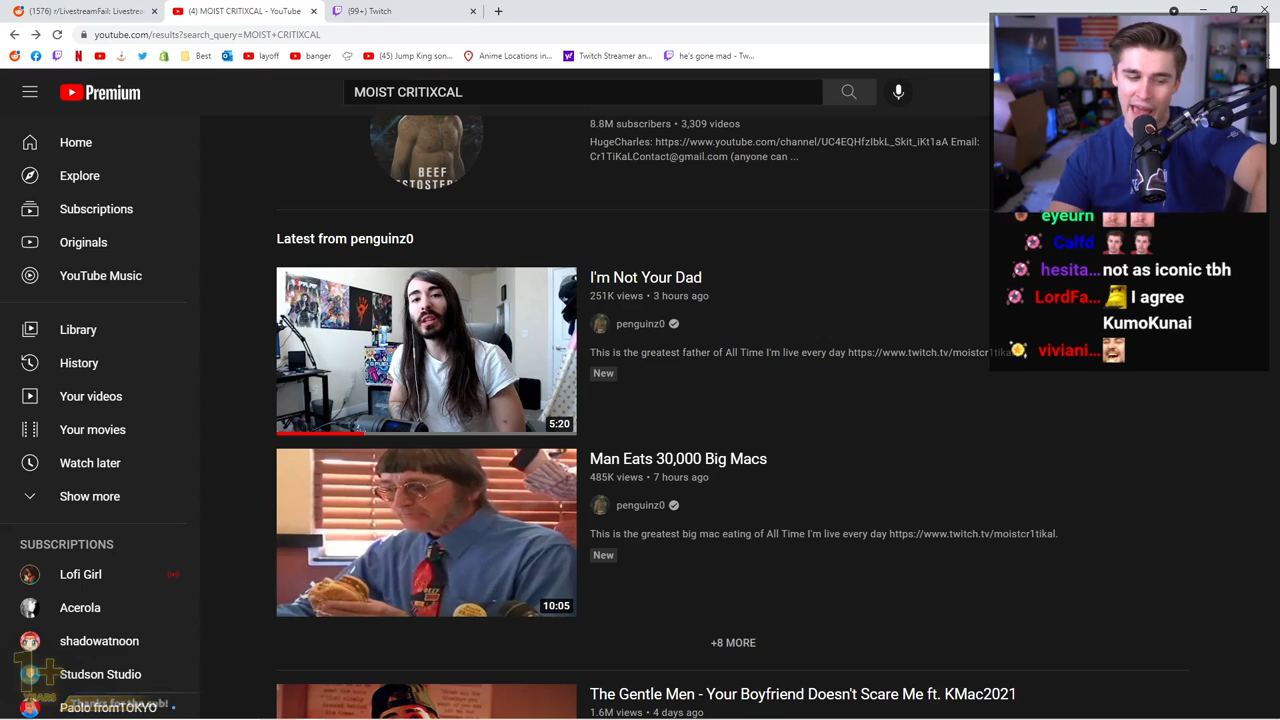 (1576) r/LivestreamFail: Livestrea
(4) MOIST CRITIXCAL - YouTube
(99+) Twitch
youtube.com/results?search_query=MOIST+CRITIXCAL
Best
layoff
banger
(45) Jump King son...
Anime Locations in...
Twitch Streamer an...
he's gone mad - Tw...
Premium
MOIST CRITIXCAL
Home
Explore
Subscriptions
Originals
YouTube Music
Library
History
Your videos
Your movies
Watch later
Show more
SUBSCRIPTIONS
Lofi Girl
Acerola
shadowatnoon
Studson Studio
Paolo fromTOKYO
1+
YEARS
Thanks for the sub!
BEEF
8.8M subscribers • 3,309 videos
HugeCharles: https://www.youtube.com/channel/UC4EQHfzIbkL_Skit_iKt1aA Email:
Cr1TiKaLContact@gmail.com (anyone can ...
Latest from penguinz0
I'm Not Your Dad
251K views • 3 hours ago
penguinz0
This is the greatest father of All Time I'm live every day https://www.twitch.tv/moistcr1tika
New
5:20
Man Eats 30,000 Big Macs
485K views • 7 hours ago
penguinz0
This is the greatest big mac eating of All Time I'm live every day https://www.twitch.tv/moistcr1tikal.
New
10:05
+8 MORE
The Gentle Men - Your Boyfriend Doesn't Scare Me ft. KMac2021
1.6M views • 4 days ago
eyeurn
Calfd
hesita... not as iconic tbh
LordFa... I agree
KumoKunai
viviani...